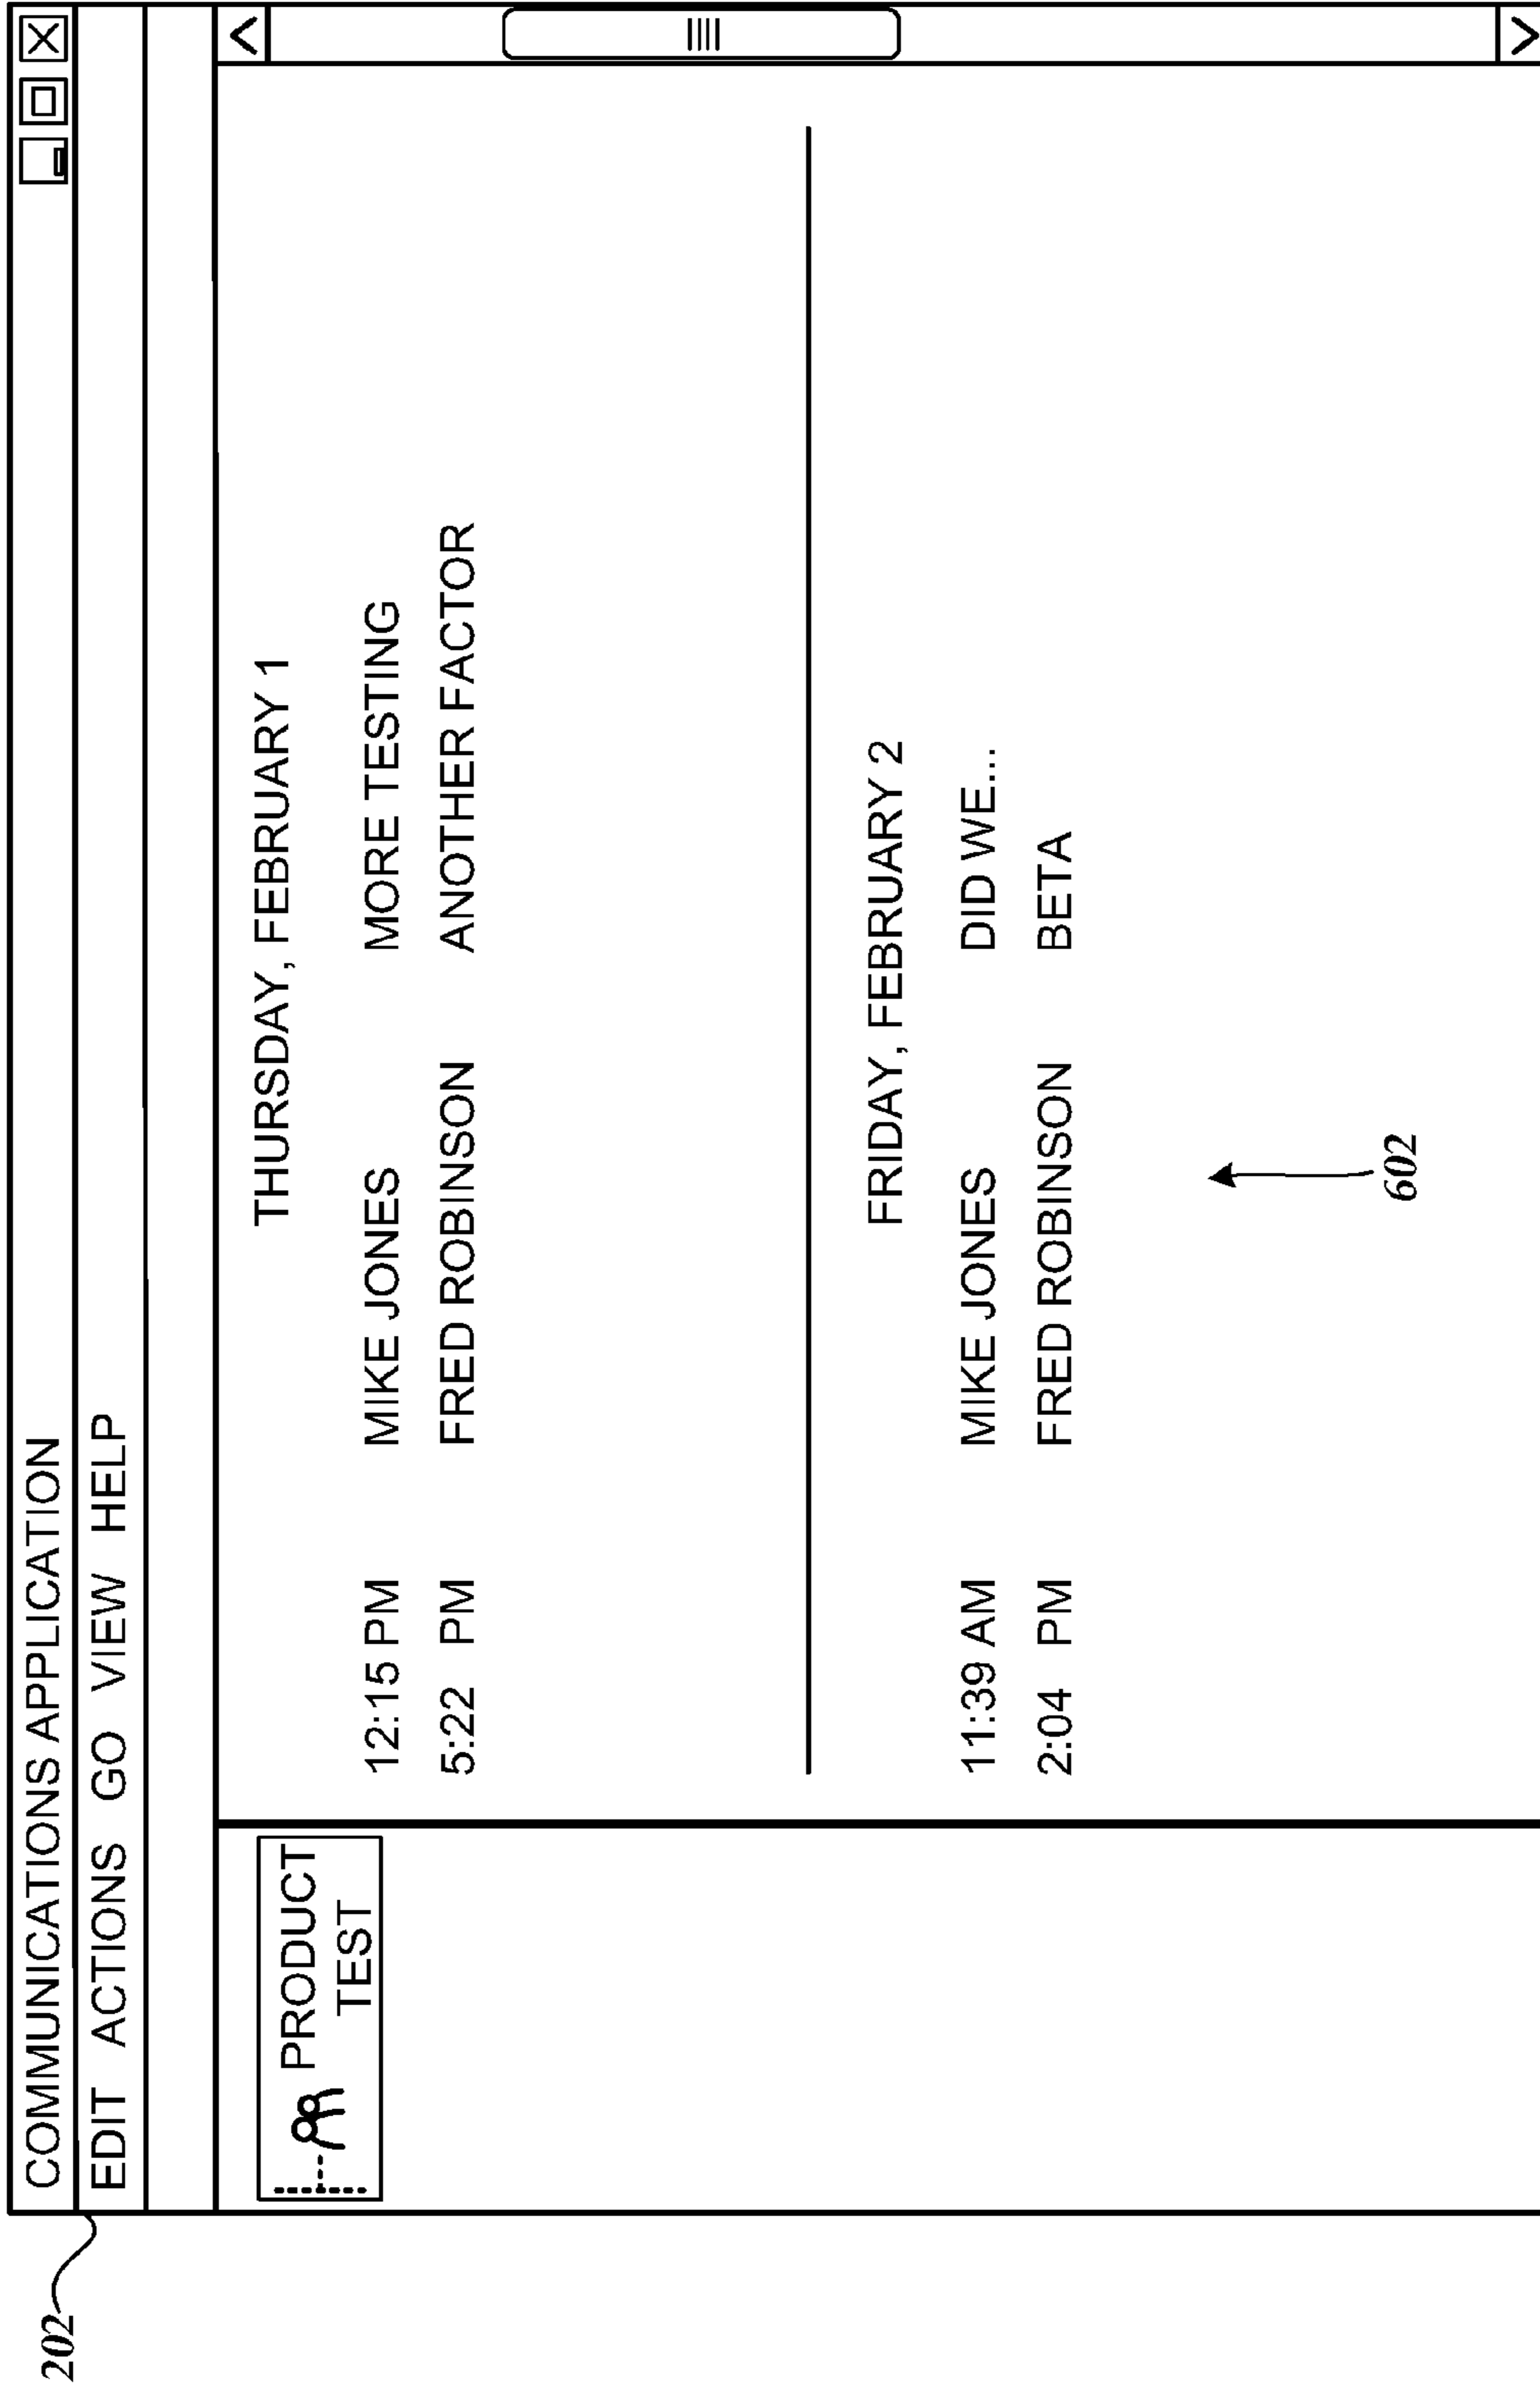 202
COMMUNICATIONS APPLICATION
EDIT ACTIONS GO VIEW HELP
PRODUCT
TEST
THURSDAY, FEBRUARY 1
12:15 PM MIKE JONES MORE TESTING
5:22 PM FRED ROBINSON ANOTHER FACTOR
FRIDAY, FEBRUARY 2
11:39 AM MIKE JONES DID WE...
2:04 PM FRED ROBINSON BETA
602